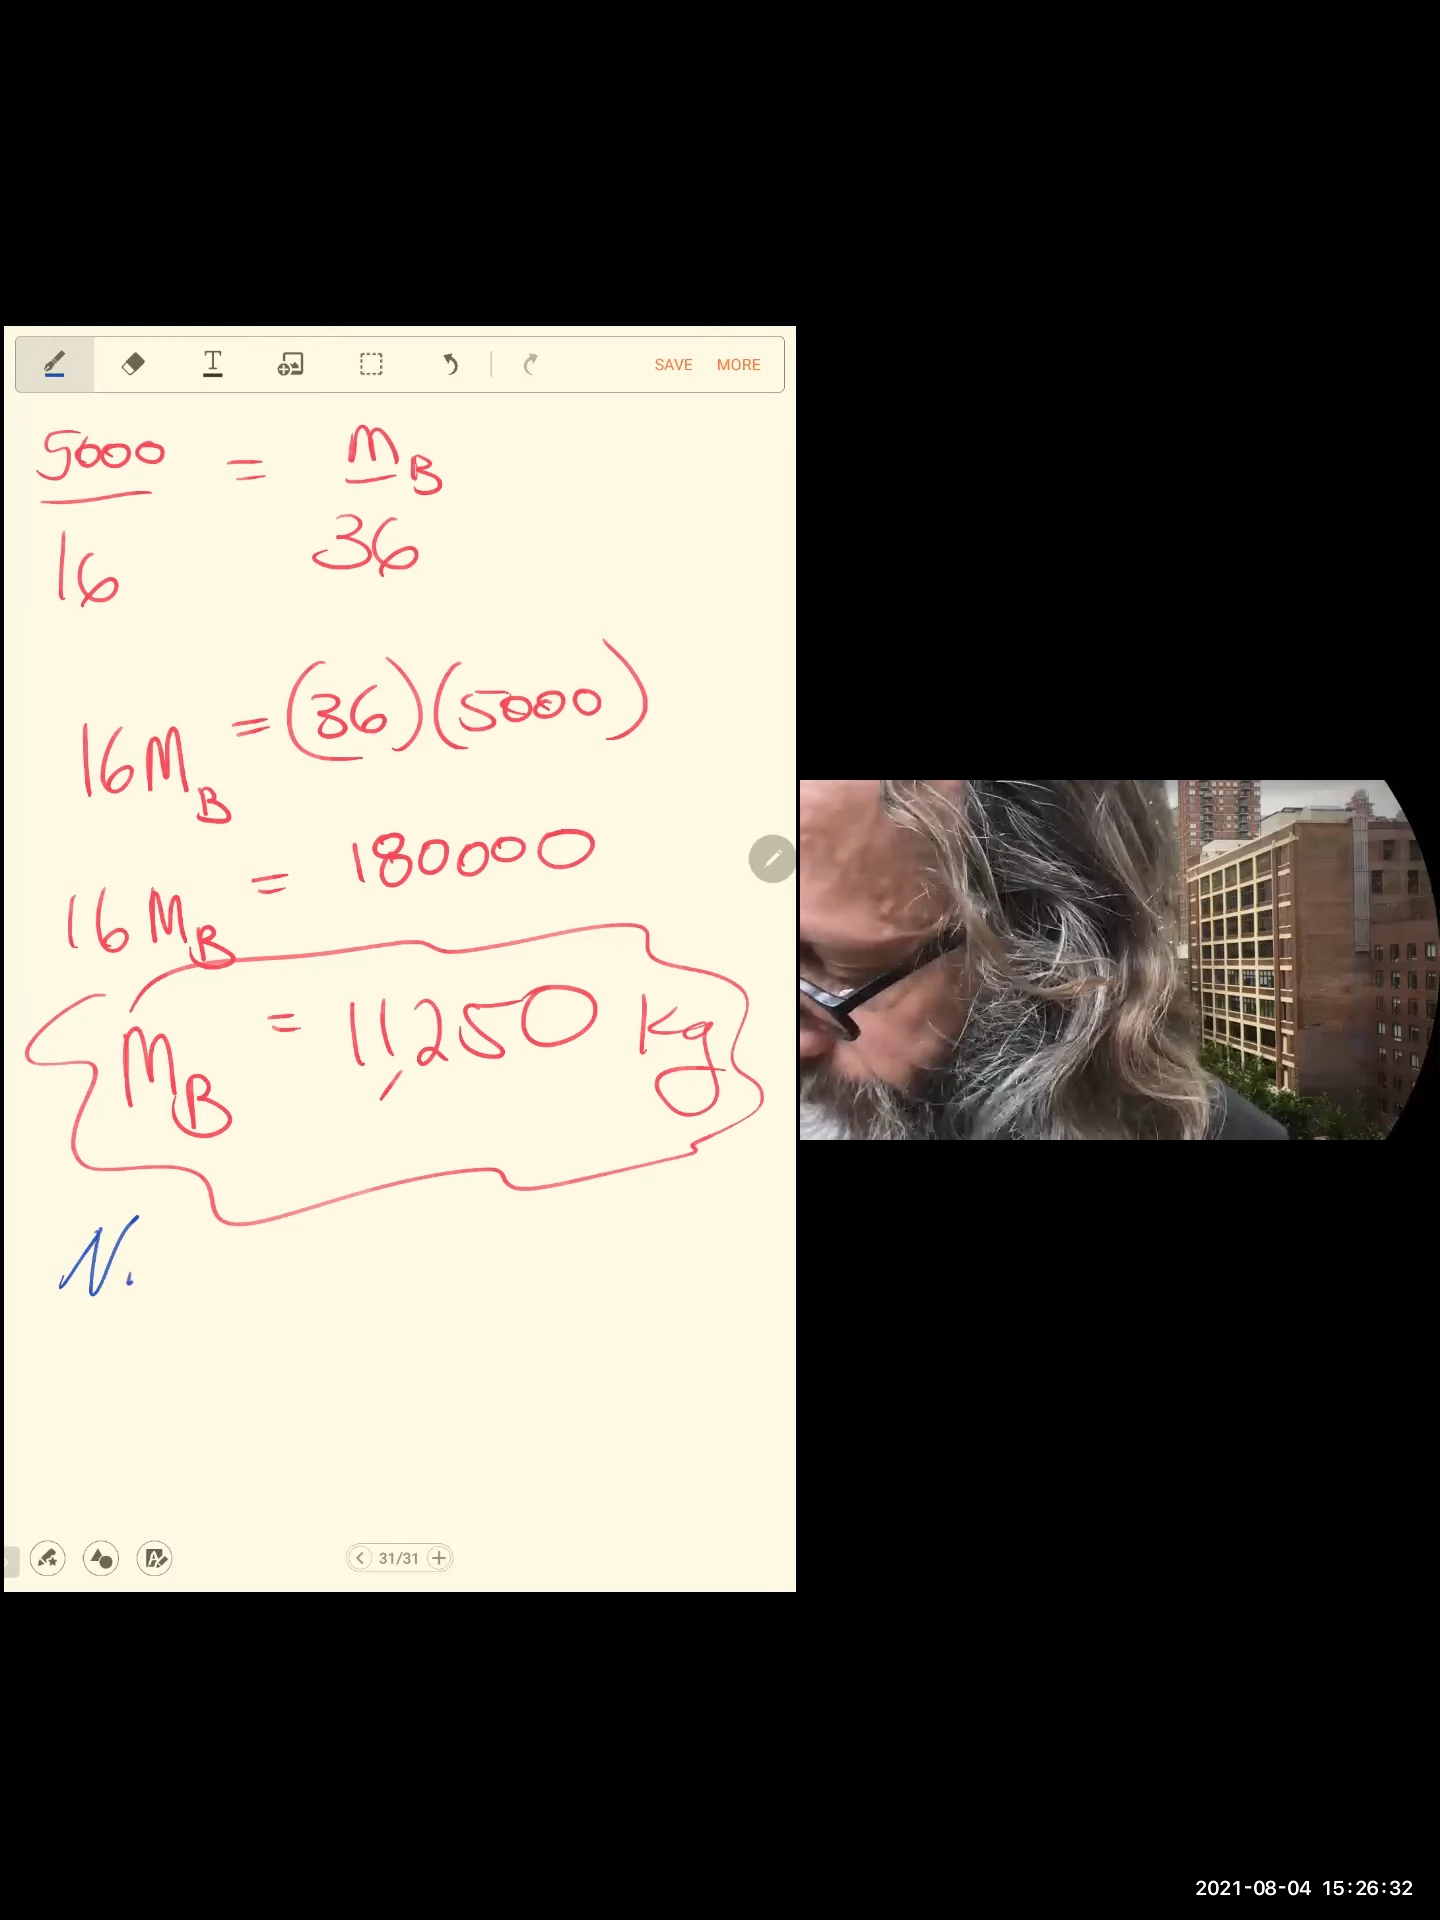 SAVE MORE
5000 = mB
16 36
16MB = (36)(5000)
16MB = 180000
MB = 11,250 kg
N.
31/31
2021-08-04 15:26:32